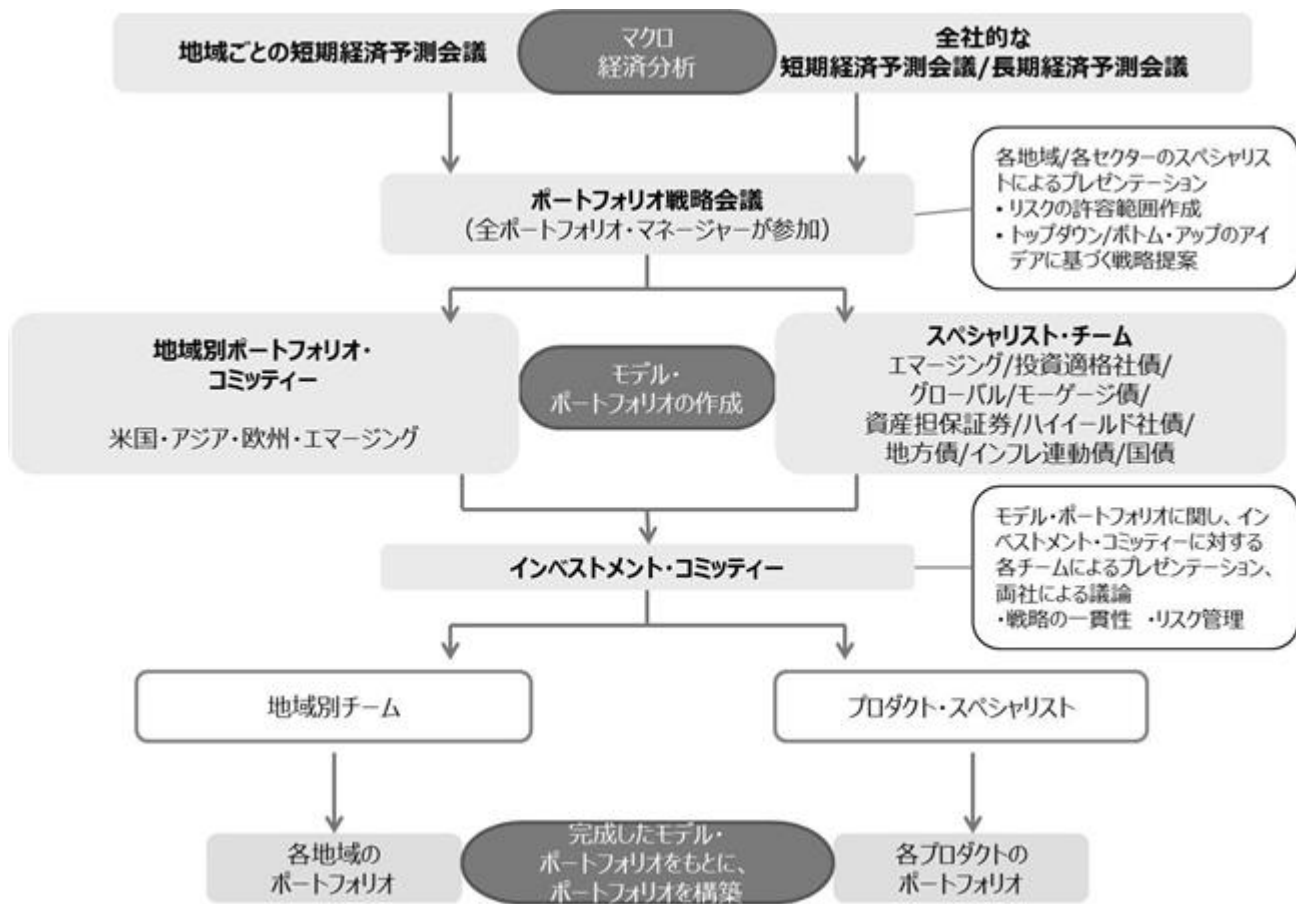 地域ごとの短期経済予測会議
マクロ
経済分析
全社的な
短期経済予測会議/長期経済予測会議
各地域/各セクターのスペシャリス
トによるプレゼンテーション
・リスクの許容範囲作成
・トップダウン/ボトム・アップのアイ
デアに基づく戦略提案
ポートフォリオ戦略会議
(全ポートフォリオ・マネージャーが参加)
地域別ポートフォリオ・
コミッティー
米国・アジア・欧州・エマージング
モデル・
ポートフォリオの作成
スペシャリスト・チーム
エマージング/投資適格社債/
グローバル/モーゲージ債/
資産担保証券/ハイイールド社債/
地方債/インフレ連動債/国債
インベストメント・コミッティー
モデル・ポートフォリオに関し、イン
ベストメント・コミッティーに対する
各チームによるプレゼンテーション、
両社による議論
・戦略の一貫性 ・リスク管理
地域別チーム
プロダクト・スペシャリスト
各地域の
ポートフォリオ
完成したモデル・
ポートフォリオをもとに、
ポートフォリオを構築
各プロダクトの
ポートフォリオ